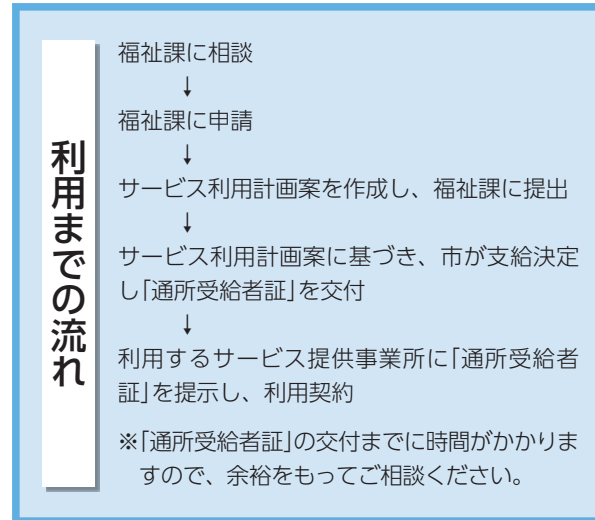 利用までの流れ
福祉課に相談
↓
福祉課に申請
↓
サービス利用計画案を作成し、福祉課に提出
↓
サービス利用計画案に基づき、市が支給決定
し「通所受給者証」を交付
↓
利用するサービス提供事業所に「通所受給者
証」を提示し、利用契約
※「通所受給者証」の交付までに時間がかかりま
すので、余裕をもってご相談ください。